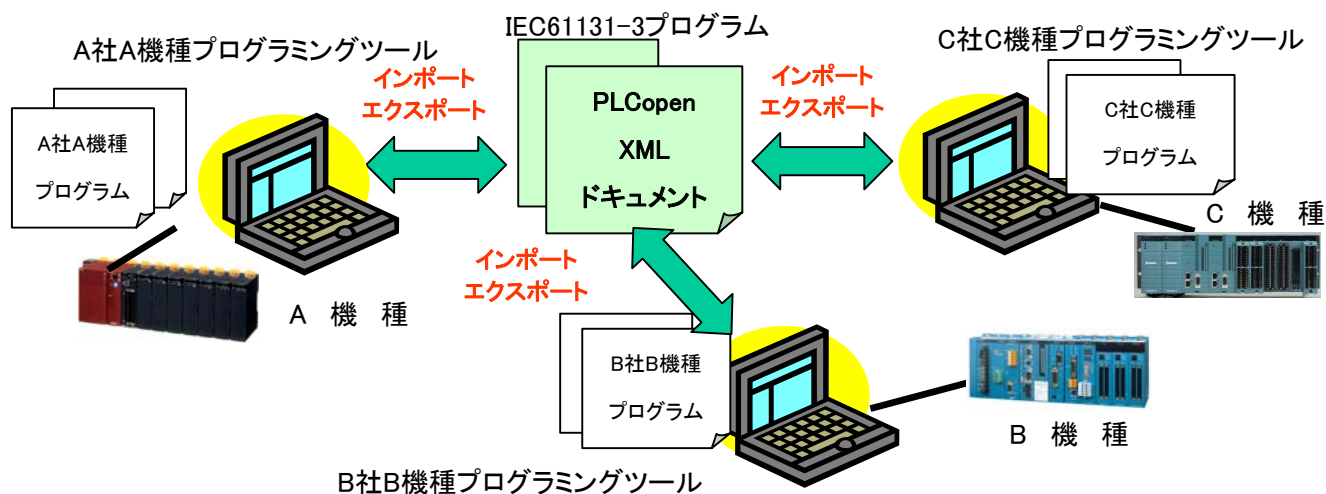 IEC61131-3プログラム
A社A機種プログラミングツール
C社C機種プログラミングツール
インポート
エクスポート
インポート
エクスポート
PLCopen
XML
ドキュメント
A社A機種
プログラム
C社C機種
プログラム
C 機 種
インポート
エクスポート
A 機 種
B社B機種
プログラム
B 機 種
B社B機種プログラミングツール